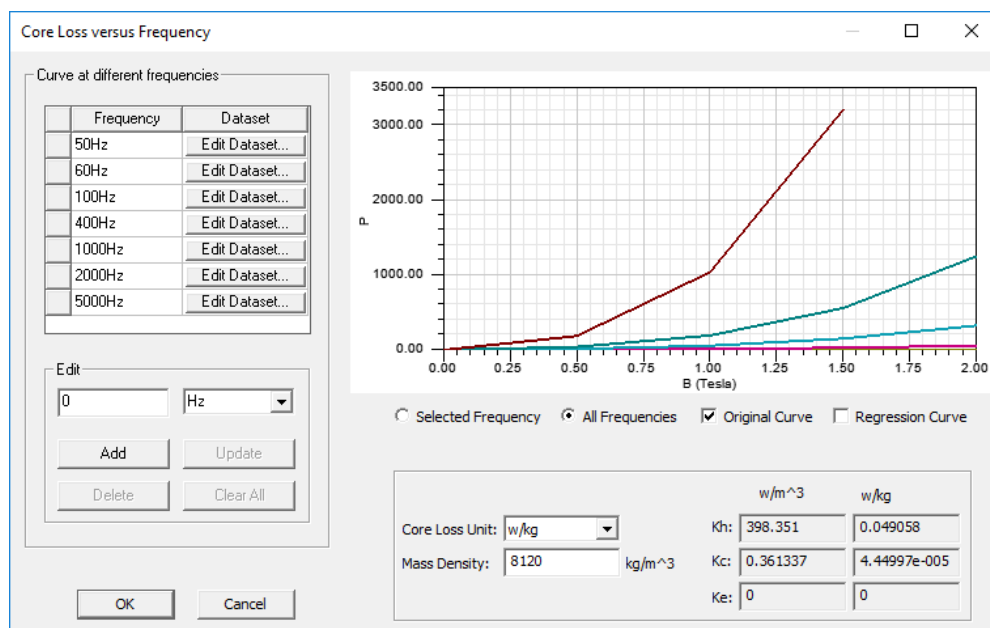 Core Loss versus Frequency
Curve at different frequencies
Frequency Dataset
50Hz Edit Dataset...
60Hz Edit Dataset...
100Hz Edit Dataset...
400Hz Edit Dataset...
1000Hz Edit Dataset...
2000Hz Edit Dataset...
5000Hz Edit Dataset...
Edit
0 Hz
Add Update
Delete Clear All
OK Cancel
3500.00
3000.00
2000.00
1000.00
0.00
P
0.00 0.25 0.50 0.75 1.00 1.25 1.50 1.75 2.00
B (Tesla)
Selected Frequency All Frequencies Original Curve Regression Curve
w/m^3 w/kg
Core Loss Unit: w/kg Kh: 398.351 0.049058
Mass Density: 8120 kg/m^3 Kc: 0.361337 4.44997e-005
Ke: 0 0